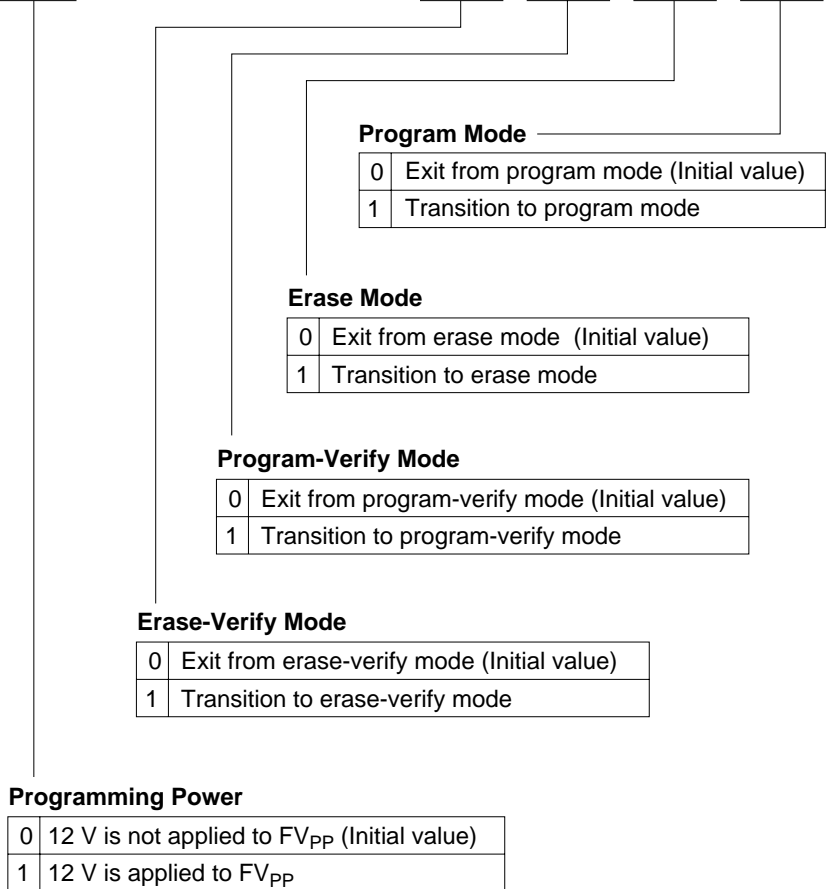 Program Mode
0 Exit from program mode (Initial value)
1 Transition to program mode
Erase Mode
0 Exit from erase mode (Initial value)
1 Transition to erase mode
Program-Verify Mode
0 Exit from program-verify mode (Initial value)
1 Transition to program-verify mode
Erase-Verify Mode
0 Exit from erase-verify mode (Initial value)
1 Transition to erase-verify mode
Programming Power
0 12 V is not applied to FVPP (Initial value)
1 12 V is applied to FVPP